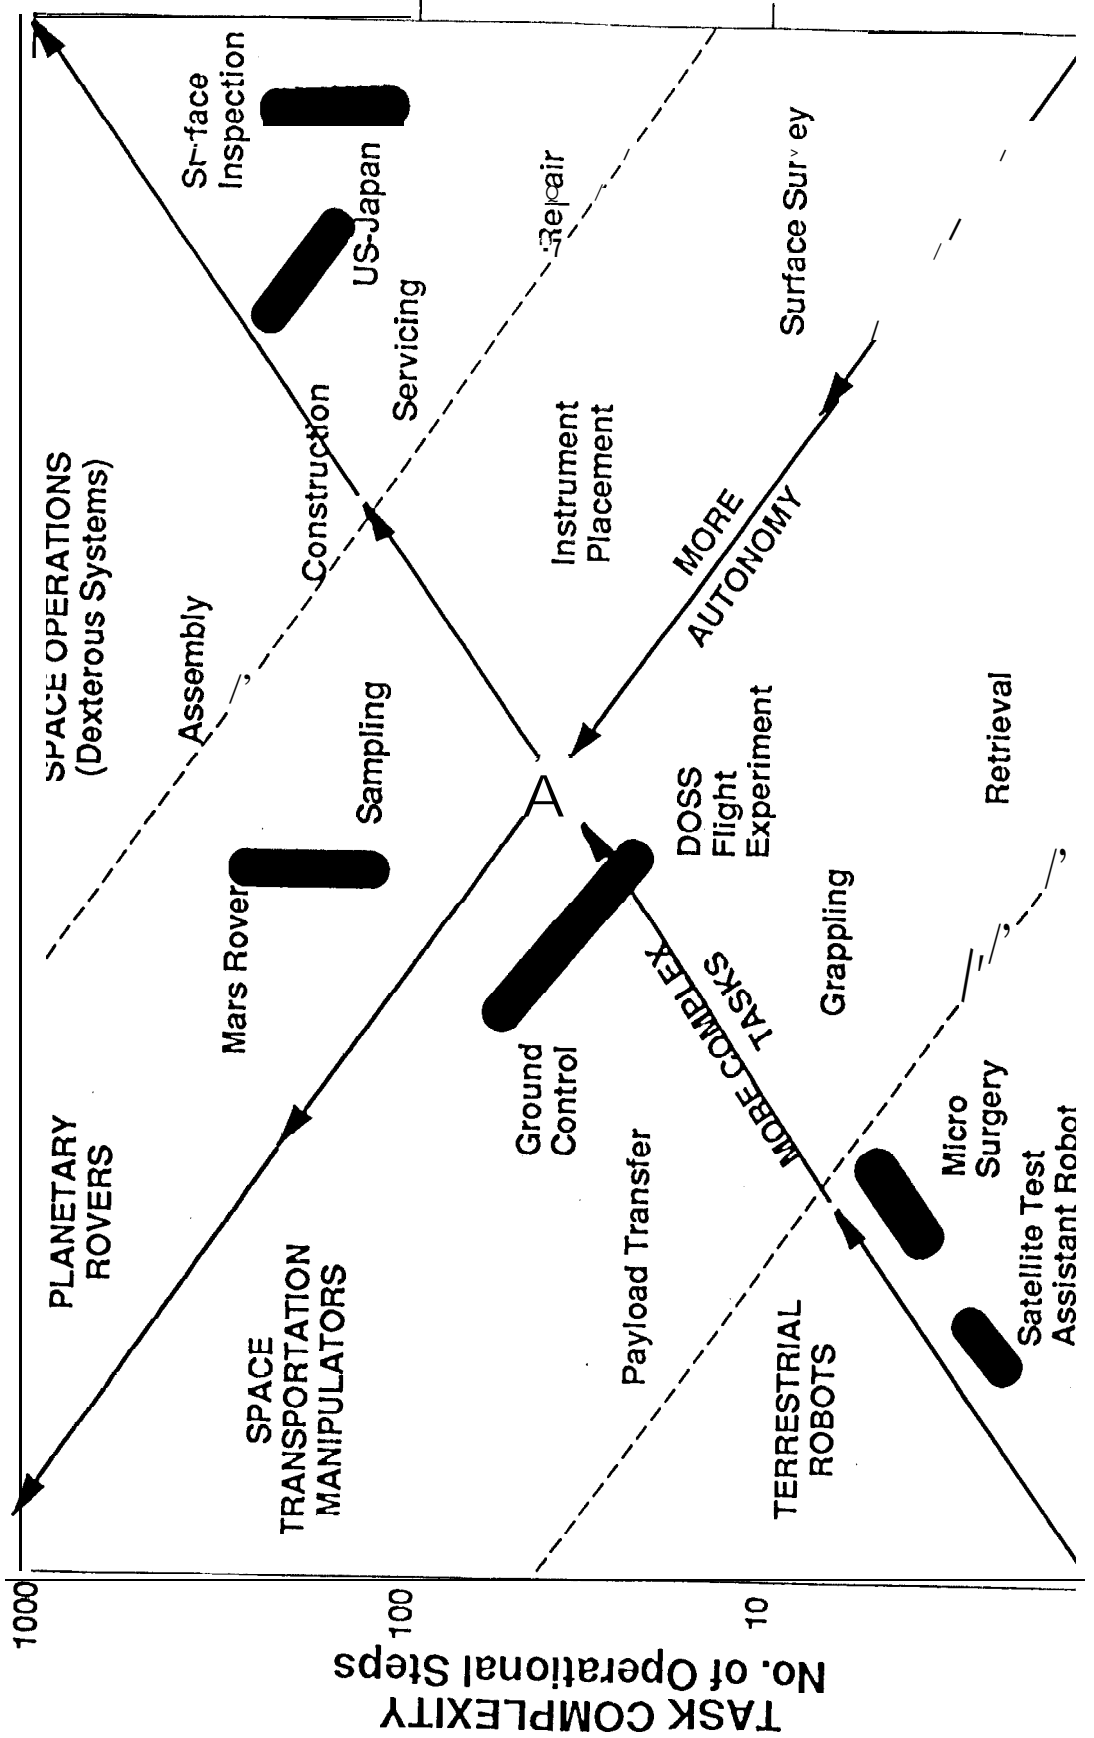 TASK COMPLEXITY
No. of Operational Steps
1000
100
10
PLANETARY
ROVERS
SPACE OPERATIONS
(Dexterous Systems)
SPACE
TRANSPORTATION
MANIPULATORS
TERRESTRIAL
ROBOTS
Mars Rover
Sampling
Assembly
Construction
Servicing
US-Japan
Inspection
Ground
Control
A
Instrument
Placement
Repair
Payload Transfer
DOSS
Flight
Experiment
MORE COMPLEX
TASKS
MORE
AUTONOMY
Surface Survey
Grappling
Retrieval
Micro
Surgery
Satellite Test
Assistant Robot